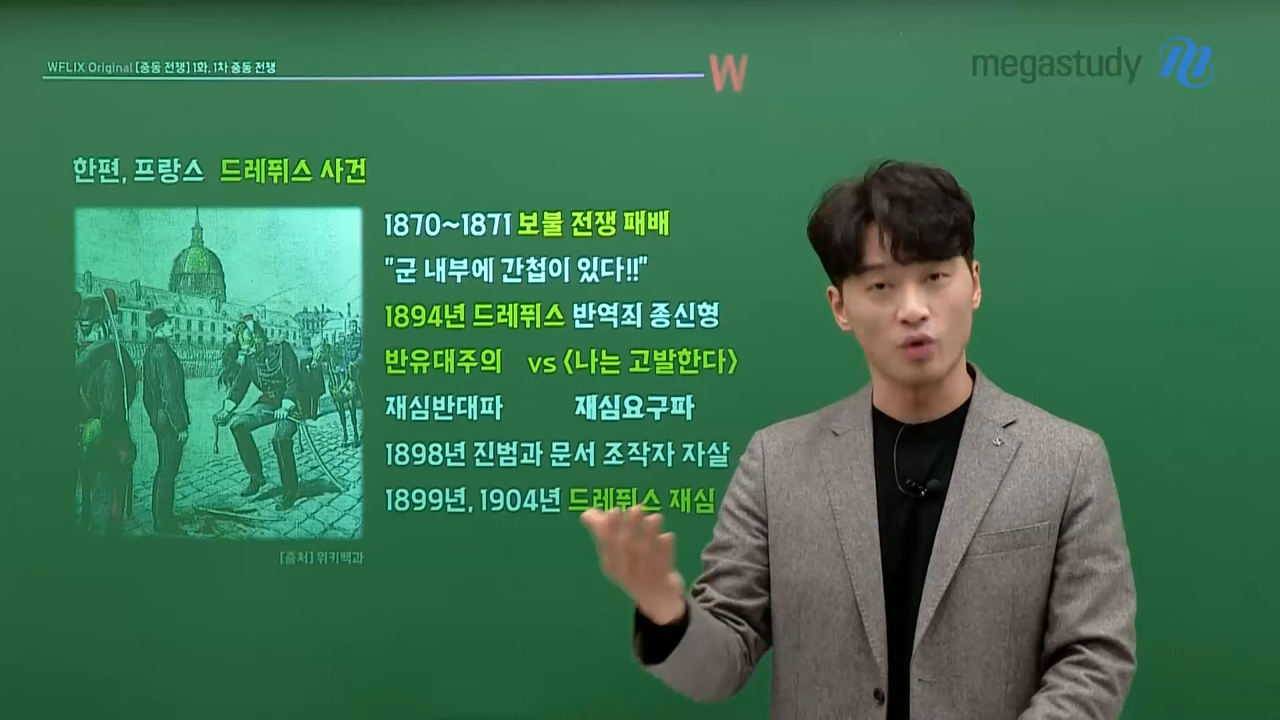 WFLIX Original [중동 전쟁] 1화. 1차 중동 전쟁
W
megastudy
한편, 프랑스 드레퓌스 사건
1870~1871 보불 전쟁 패배
"군 내부에 간첩이 있다!!"
1894년 드레퓌스 반역죄 종신형
반유대주의 vs <나는 고발한다>
재심반대파 재심요구파
1898년 진범과 문서 조작자 자살
1899년, 1904년 드레퓌스 재심
[출처] 위키백과